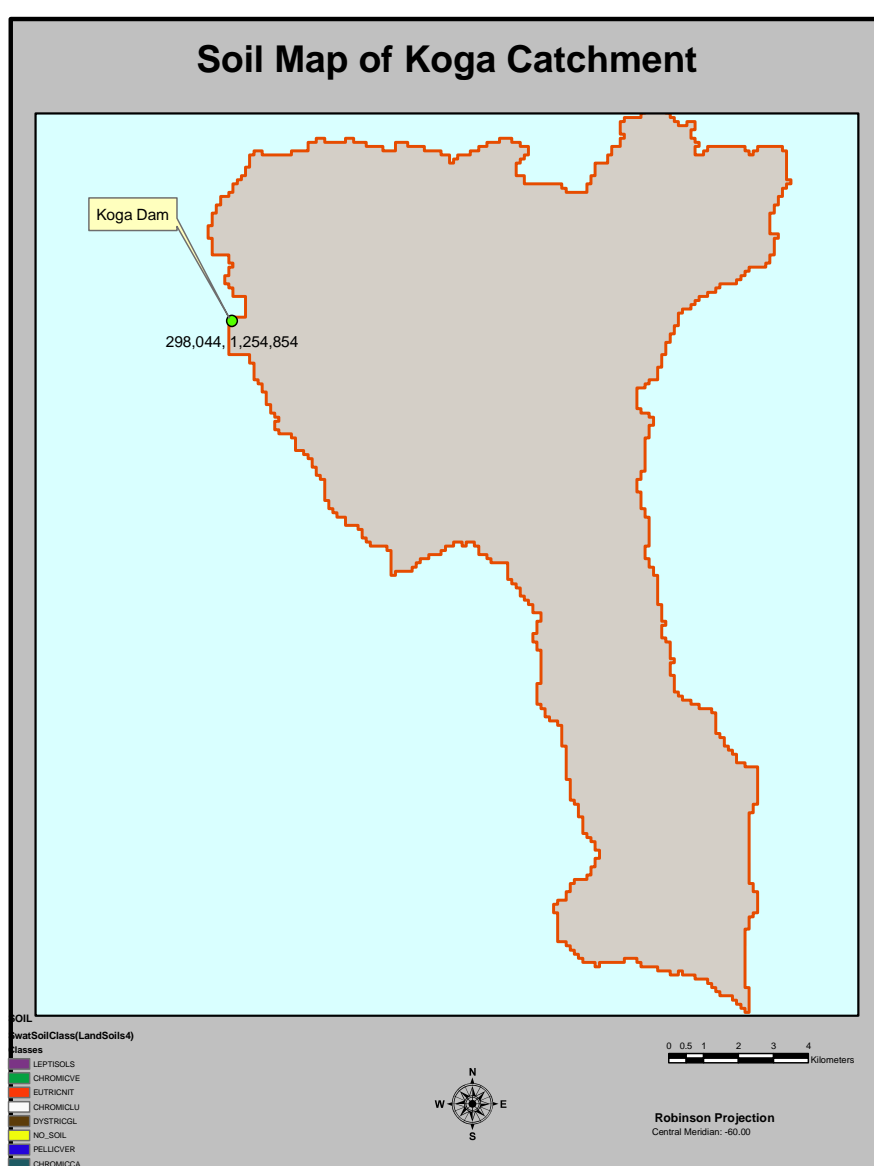 Soil Map of Koga Catchment
Koga Dam
298,044, 1,254,854
SOIL
SwatSoilClass(LandSoils4)
Classes
LEPTISOLS
CHROMICVE
EUTRICNIT
CHROMICLU
DYSTRICGL
NO_SOIL
PELLICVER
CHROMICCA
N
W E
S
0 0.5 1 2 3 4
Kilometers
Robinson Projection
Central Meridian: -60.00